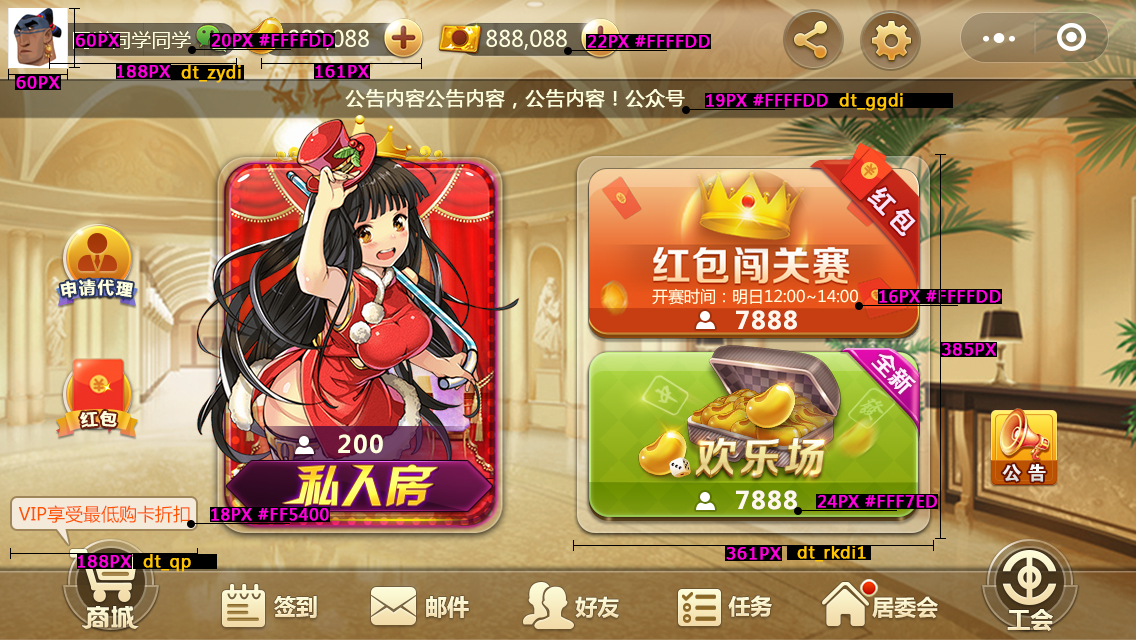 同学同学
60PX
20PX #FFFFDD
888,088
888,088
22PX #FFFFDD
188PX dt_zydi
161PX
60PX
公告内容公告内容，公告内容！公众号
19PX #FFFFDD dt_ggdi
红包
红包闯关赛
开赛时间：明日12:00~14:00
16PX #FFFFDD
7888
申请代理
385PX
全新
红包
200
欢乐场
私入房
7888
24PX #FFF7ED
公告
VIP享受最低购卡折扣
18PX #FF5400
188PX dt_qp
361PX dt_rkdi1
商城
签到
邮件
好友
任务
居委会
工会